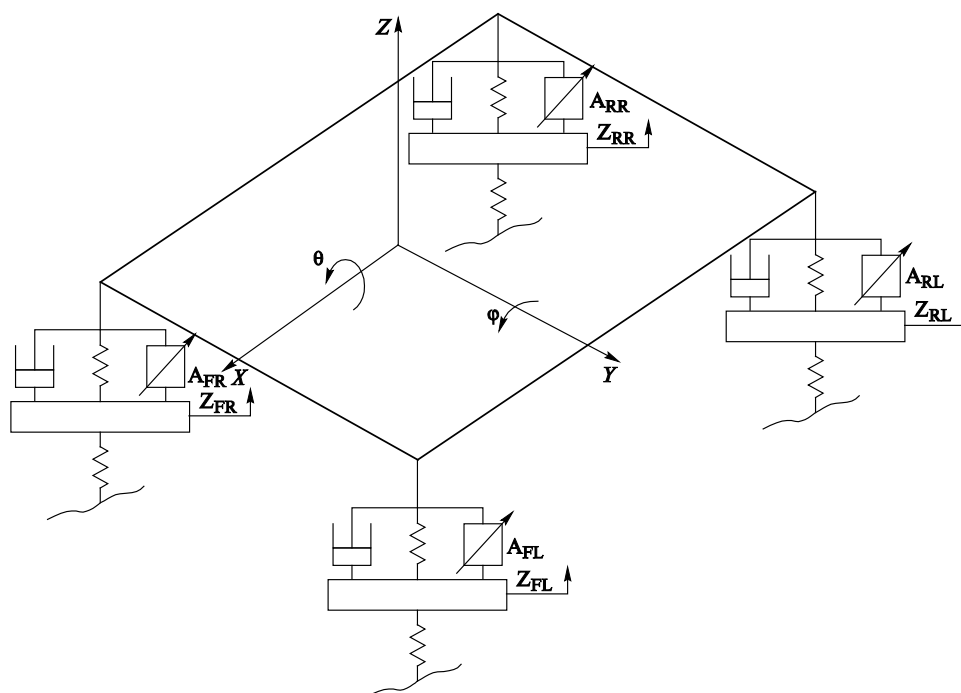 Z
A_RR
Z_RR
θ
A_RL
Z_RL
φ
X
Y
A_FR
Z_FR
A_FL
Z_FL